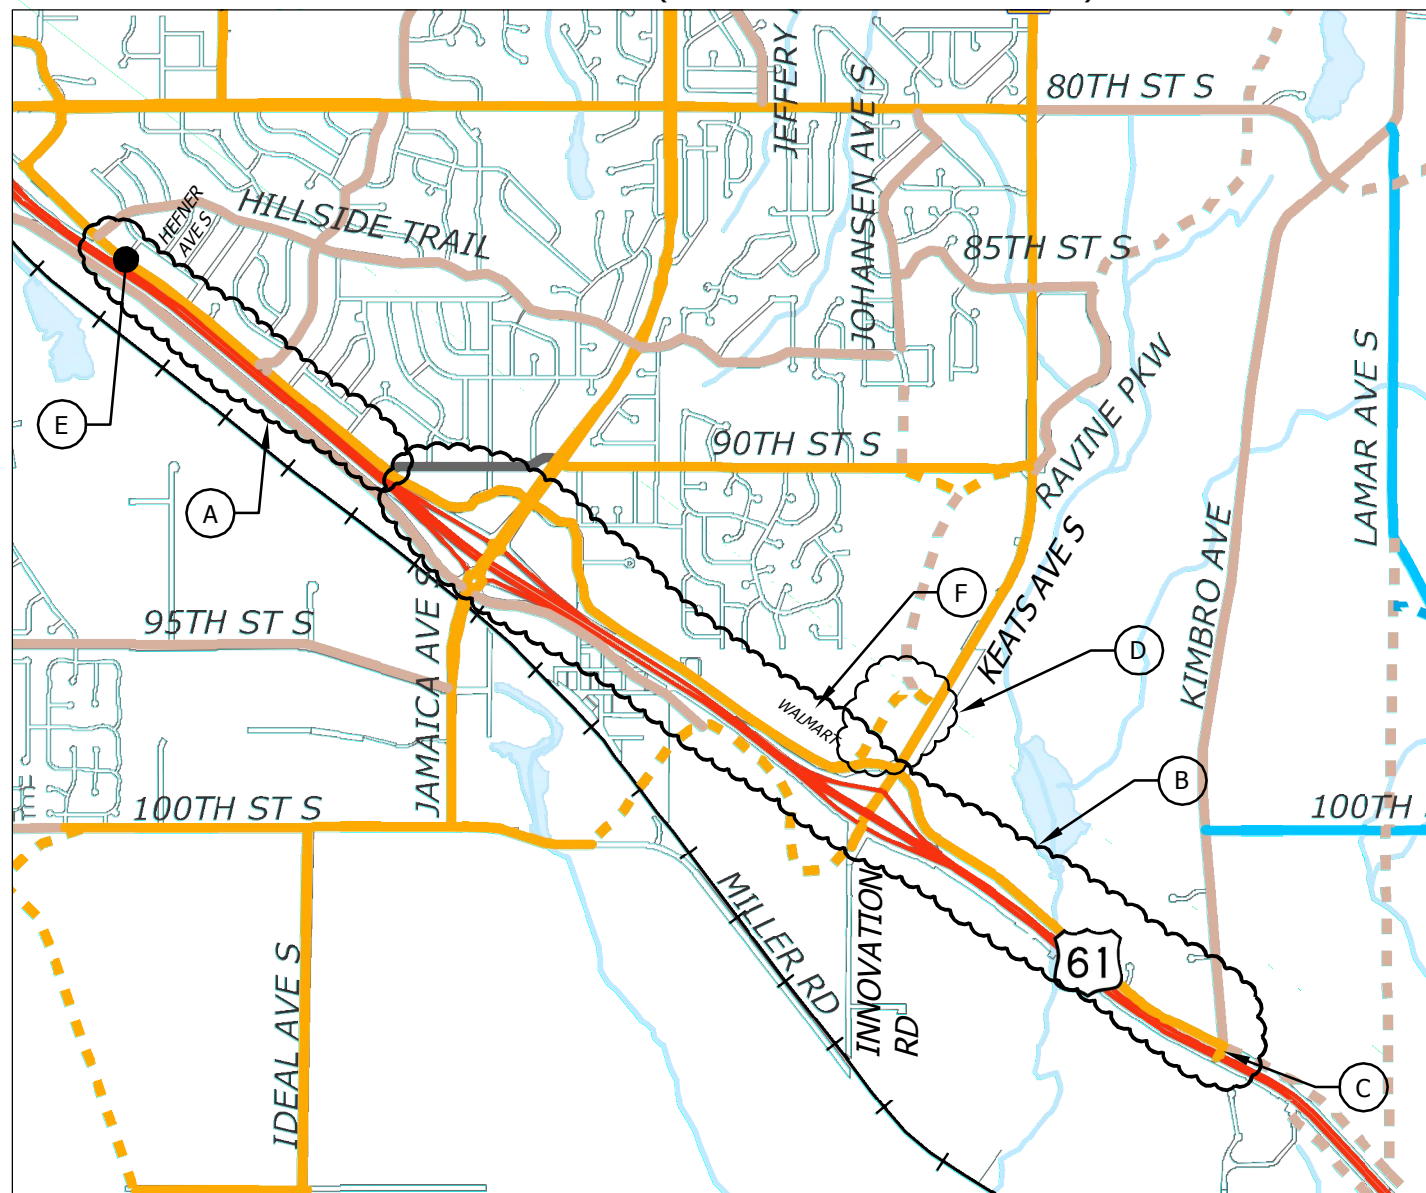 80TH ST S
JEFFERY
JOHANSEN AVE S
HEFNER
AVE S
HILLSIDE TRAIL
85TH ST S
RAVINE PKW
LAMAR AVE S
E
90TH ST S
A
KEATS AVE S
KIMBRO AVE
F
95TH ST S
D
JAMAICA AVE S
WALMART
B
100TH ST S
100TH
MILLER RD
INNOVATION
RD
61
IDEAL AVE S
C